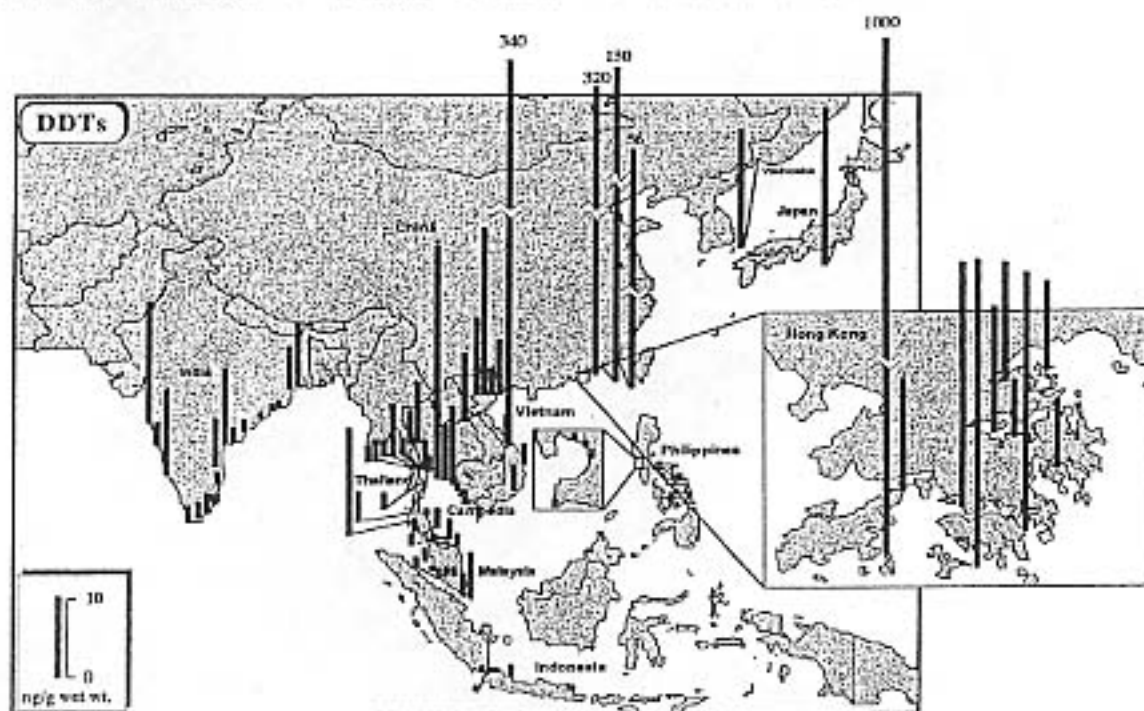 1000
340
150
320
DDTs
Japan
China
Hong Kong
India
Vietnam
Philippines
Thailand
Cambodia
Malaysia
10
0
ng/g wet wt.
Indonesia